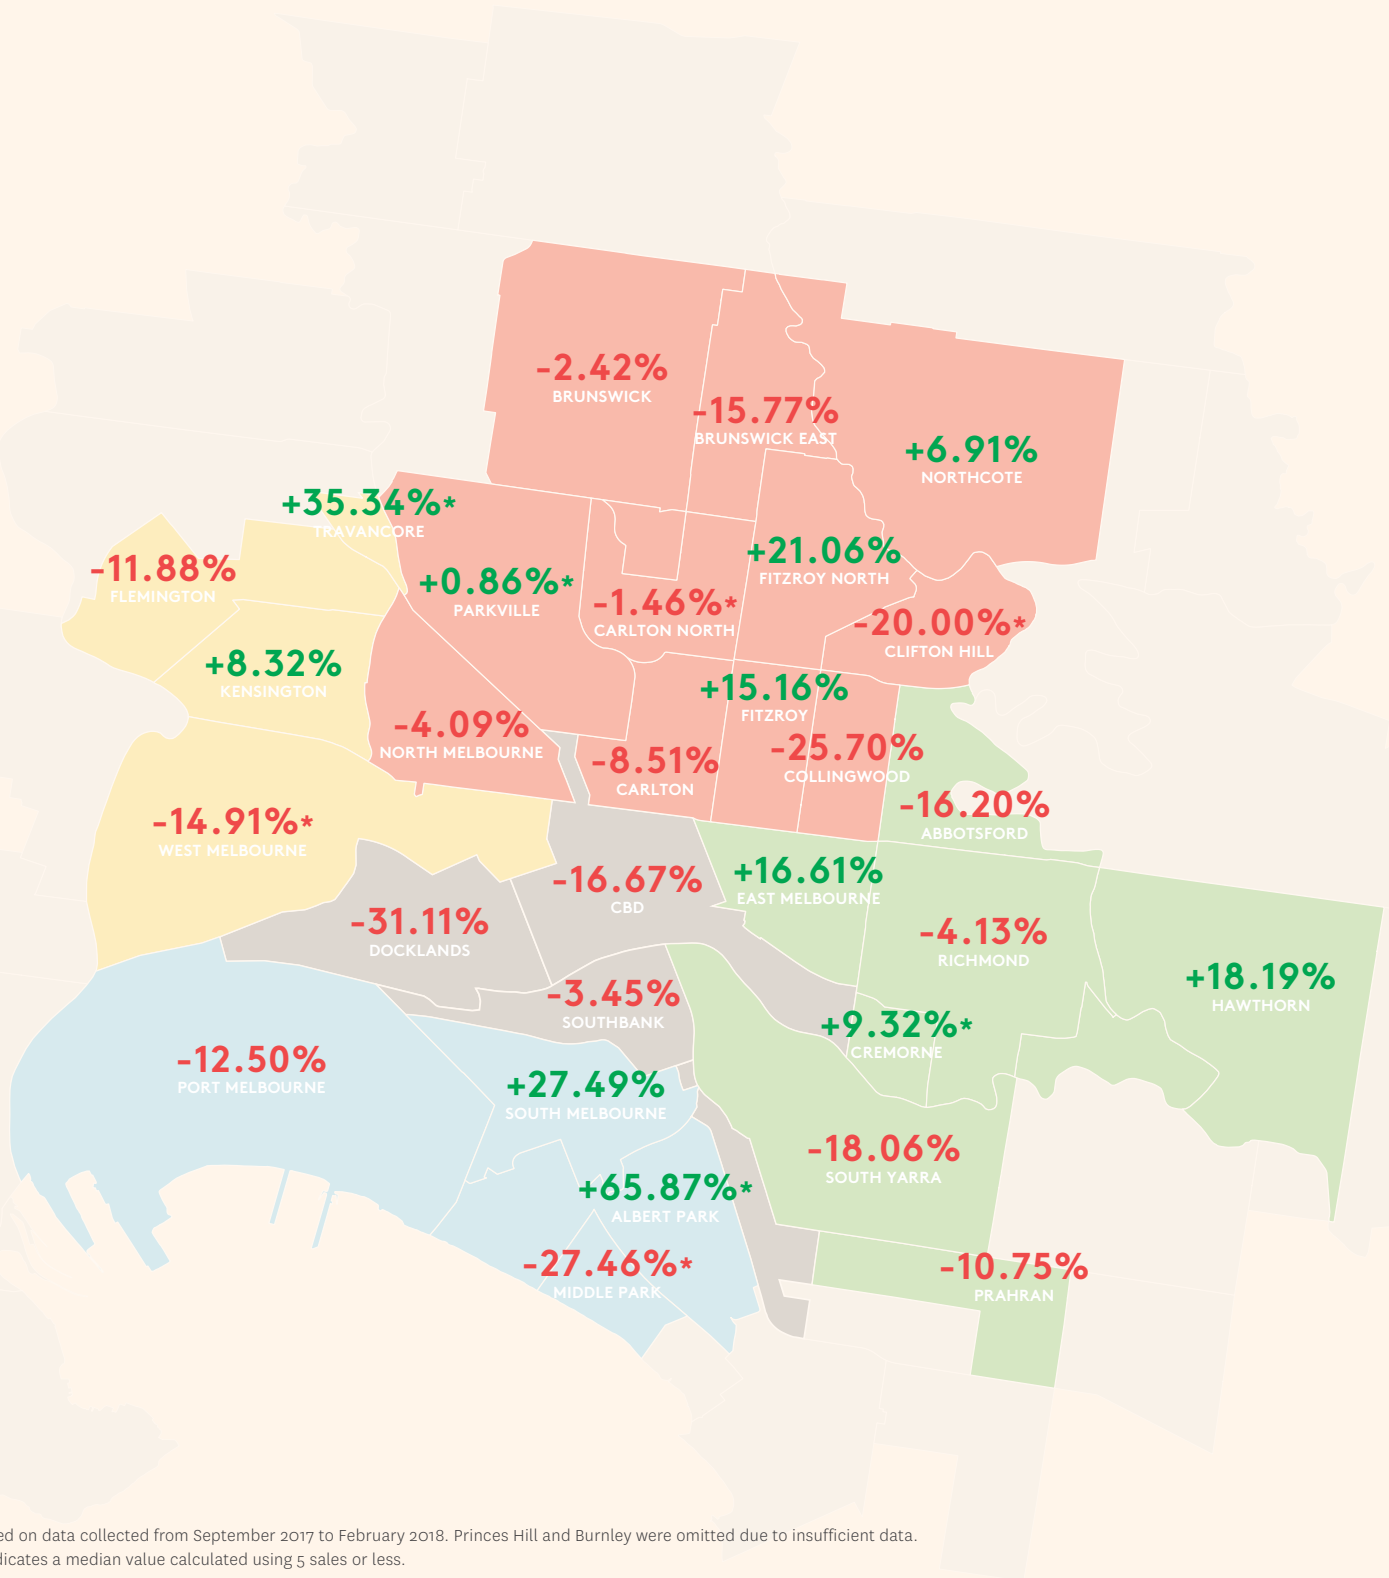 -2.42%
BRUNSWICK
-15.77%
BRUNSWICK EAST
+6.91%
NORTHCOTE
+35.34%*
TRAVANCORE
-11.88%
FLEMINGTON
+0.86%*
PARKVILLE
+21.06%
FITZROY NORTH
-1.46%*
CARLTON NORTH
-20.00%*
CLIFTON HILL
+8.32%
KENSINGTON
+15.16%
FITZROY
-4.09%
NORTH MELBOURNE
-25.70%
COLLINGWOOD
-8.51%
CARLTON
-16.20%
ABBOTSFORD
-14.91%*
WEST MELBOURNE
+16.61%
EAST MELBOURNE
-16.67%
CBD
-31.11%
DOCKLANDS
-4.13%
RICHMOND
+18.19%
HAWTHORN
-3.45%
SOUTHBANK
+9.32%*
CREMORNE
-12.50%
PORT MELBOURNE
+27.49%
SOUTH MELBOURNE
-18.06%
SOUTH YARRA
+65.87%*
ALBERT PARK
-27.46%*
MIDDLE PARK
-10.75%
PRAHRAN
on data collected from September 2017 to February 2018. Princes Hill and Burnley were omitted due to insufficient data.
a median value calculated using 5 sales or less.